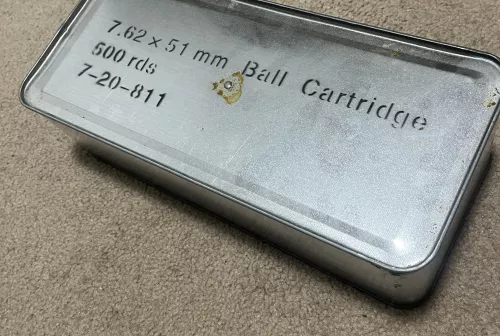 7.62 x 51 mm Ball Cartridge
500 rds
7-20-811